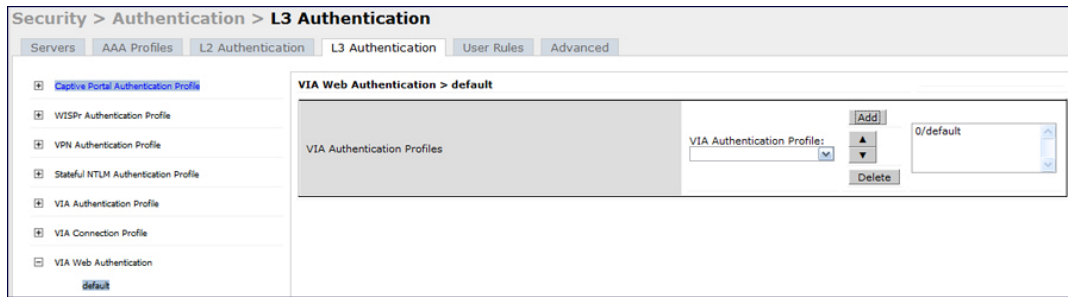 Security > Authentication > L3 Authentication
Servers AAA Profiles L2 Authentication L3 Authentication User Rules Advanced
Captive Portal Authentication Profile
WISPr Authentication Profile
VPN Authentication Profile
Stateful NTLM Authentication Profile
VIA Authentication Profile
VIA Connection Profile
VIA Web Authentication
default
VIA Web Authentication > default
VIA Authentication Profiles
VIA Authentication Profile:
Add
Delete
0/default